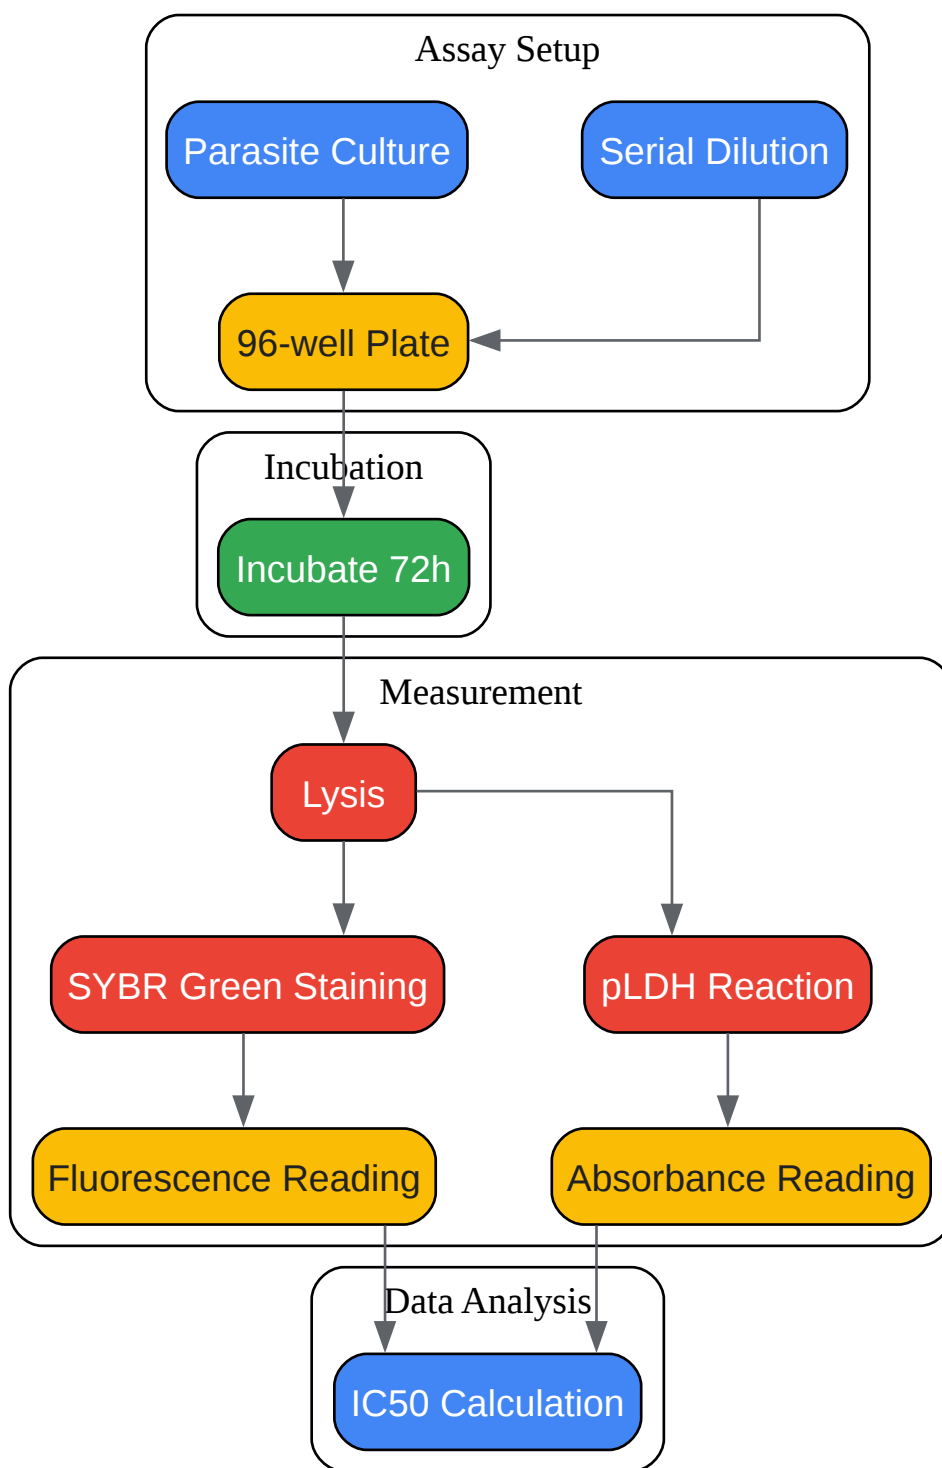 Assay Setup
Parasite Culture
Serial Dilution
96-well Plate
Incubation
Incubate 72h
Measurement
Lysis
SYBR Green Staining
pLDH Reaction
Fluorescence Reading
Absorbance Reading
Data Analysis
IC50 Calculation